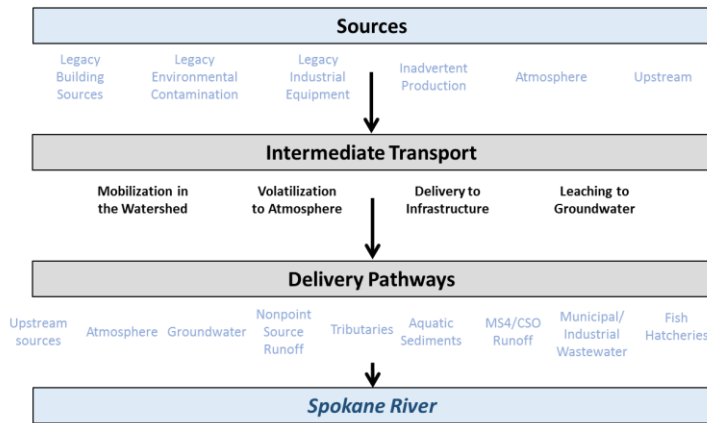 Sources
Legacy
Building
Sources
Legacy
Environmental
Contamination
Legacy
Industrial
Equipment
Inadvertent
Production
Atmosphere
Upstream
Intermediate Transport
Mobilization in
the Watershed
Volatilization
to Atmosphere
Delivery to
Infrastructure
Leaching to
Groundwater
Delivery Pathways
Upstream
sources
Atmosphere
Groundwater
Nonpoint
Source
Runoff
Tributaries
Aquatic
Sediments
MS4/CSO
Runoff
Municipal/
Industrial
Wastewater
Fish
Hatcheries
Spokane River